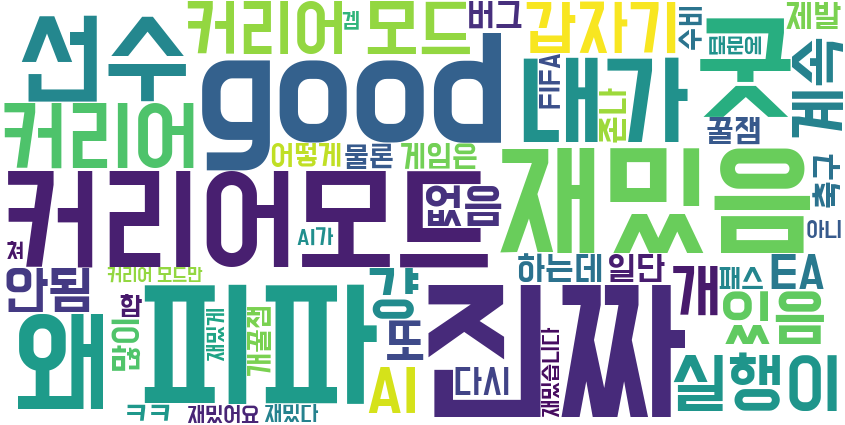 커리어 모드
겜
버그
갑자기
수비
때문에
제발
선수
good
내가
굿
계속
FIFA
존나
꿀잼
커리어
어떻게
물론
게임은
재밌음
축구
커리어모드
없음
AI가
아니
쳐
안됨
커리어 모드만
함
걍
하는데
일단
개
패스
EA
왜
피파
진짜
많이
재밌게
개꿀잼
또
AI
다시
재밌습니다
있음
실행이
ㅋㅋ
재밌어요
재밌다